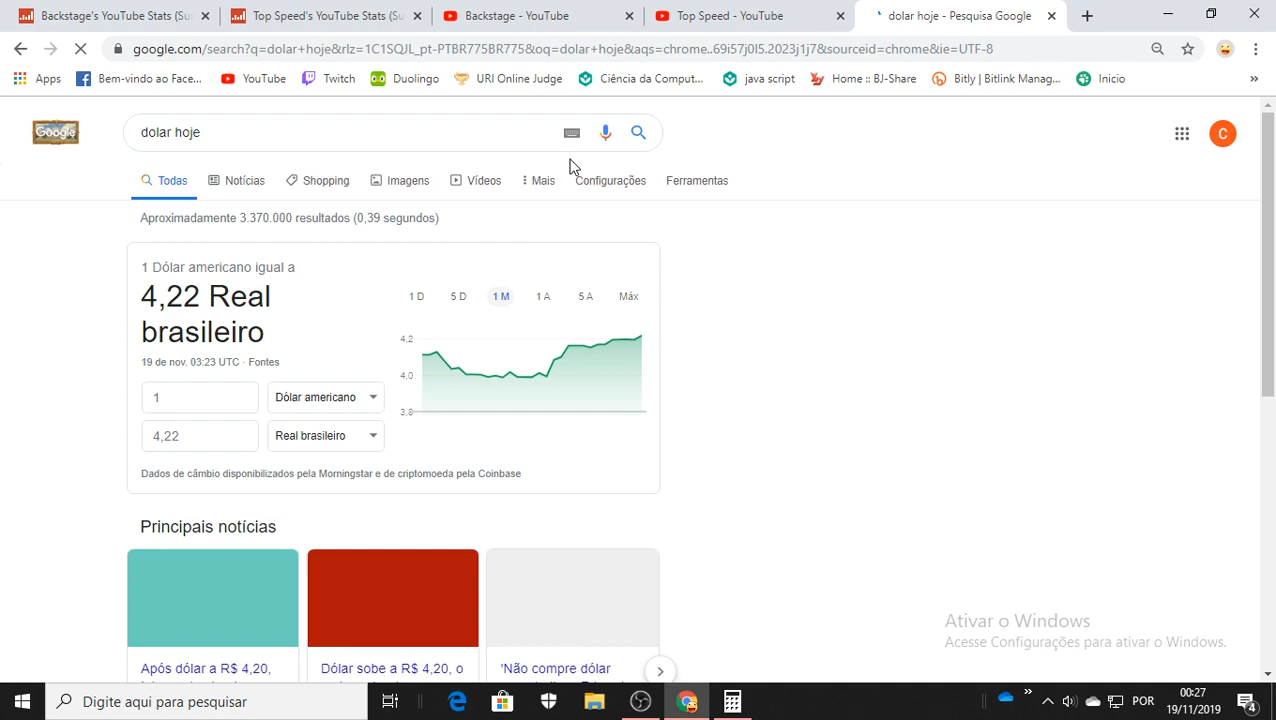 Backstage's YouTube Stats (Su
Top Speed's YouTube Stats (S
Backstage - YouTube
Top Speed - YouTube
dolar hoje - Pesquisa Google
google.com/search?q=dolar+hoje&rlz=1C1SQJL_pt-PTBR775BR775&oq=dolar+hoje&aqs=chrome..69i57j0l5.2023j1j7&sourceid=chrome&ie=UTF-8
Apps
Bem-vindo ao Face...
YouTube
Twitch
Duolingo
URI Online Judge
Ciência da Comput...
java script
Home :: BJ-Share
Bitly | Bitlink Manag...
Inicio
»
Google
dolar hoje
C
Todas
Notícias
Shopping
Imagens
Vídeos
Mais
Configurações
Ferramentas
Aproximadamente 3.370.000 resultados (0,39 segundos)
1 Dólar americano igual a
4,22 Real
brasileiro
19 de nov. 03:23 UTC · Fontes
1 Dólar americano
4,22 Real brasileiro
1 D 5 D 1 M 1 A 5 A Máx
4,2
4,0
3,8
Dados de câmbio disponibilizados pela Morningstar e de criptomoeda pela Coinbase
Principais notícias
Após dólar a R$ 4,20,
Dólar sobe a R$ 4,20, o
'Não compre dólar
Ativar o Windows
Acesse Configurações para ativar o Windows.
Digite aqui para pesquisar
»
POR
00:27
19/11/2019
4